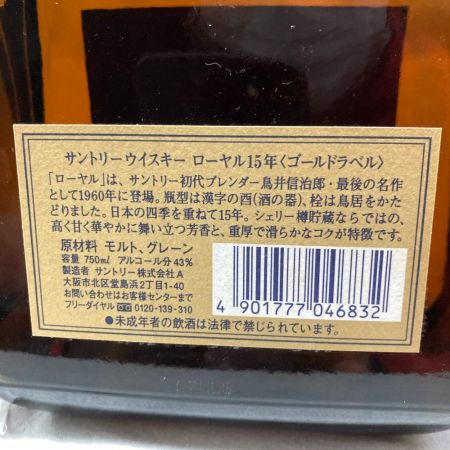 サントリーウイスキー ローヤル15年〈ゴールドラベル〉
「ローヤル」は、サントリー初代ブレンダー鳥井信治郎・最後の名作
として1960年に登場。瓶型は漢字の酉(酒の器)、栓は鳥居をかた
どりました。日本の四季を重ねて15年。シェリー樽貯蔵ならではの、
高く甘く華やかに舞い立つ芳香と、重厚で滑らかなコクが特徴です。
原材料 モルト、グレーン
容量 750ml アルコール分 43%
製造者 サントリー株式会社A
大阪市北区堂島浜2丁目1-40
お問い合わせはお客様センターまで
フリーダイヤル 0120-139-310
4 901777 046832
●未成年者の飲酒は法律で禁じられています。